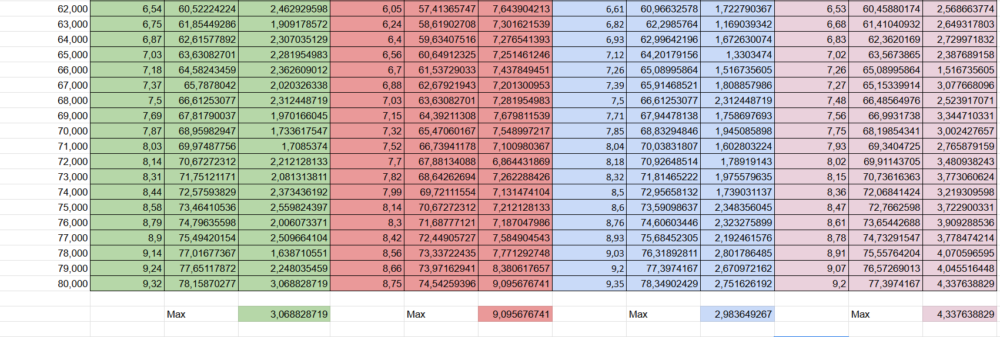 62,000 6,54 60,52224224 2,462929598 6,05 57,41365747 7,643904213 6,61 60,96632578 1,722790367 6,53 60,45880174 2,568663774
63,000 6,75 61,85449286 1,909178572 6,24 58,61902708 7,301621539 6,82 62,2985764 1,169039342 6,68 61,41040932 2,649317803
64,000 6,87 62,61577892 2,307035129 6,4 59,63407516 7,276541393 6,93 62,99642196 1,672630074 6,83 62,3620169 2,729971832
65,000 7,03 63,63082701 2,281954983 6,56 60,64912325 7,251461246 7,12 64,20179156 1,3303474 7,02 63,5673865 2,387689158
66,000 7,18 64,58243459 2,362609012 6,7 61,53729033 7,437849451 7,26 65,08995864 1,516735605 7,26 65,08995864 1,516735605
67,000 7,37 65,7878042 2,020326338 6,88 62,67921943 7,201300953 7,39 65,91468521 1,808857986 7,27 65,15339914 3,077668096
68,000 7,5 66,61253077 2,312448719 7,03 63,63082701 7,281954983 7,5 66,61253077 2,312448719 7,48 66,48564976 2,523917071
69,000 7,69 67,81790037 1,970166045 7,15 64,39211308 7,679811539 7,71 67,94478138 1,758697693 7,56 66,9931738 3,344710331
70,000 7,87 68,95982947 1,733617547 7,32 65,47060167 7,548997217 7,85 68,83294846 1,945085898 7,75 68,19854341 3,002427657
71,000 8,03 69,97487756 1,7085374 7,52 66,73941178 7,100980367 8,04 70,03831807 1,602803224 7,93 69,3404725 2,765879159
72,000 8,14 70,67272312 2,212128133 7,7 67,88134088 6,864431869 8,18 70,92648514 1,78919143 8,02 69,91143705 3,480938243
73,000 8,31 71,75121171 2,081313811 7,82 68,64262694 7,262288426 8,32 71,81465222 1,975579635 8,15 70,73616363 3,773060624
74,000 8,44 72,57593829 2,373436192 7,99 69,72111554 7,131474104 8,5 72,95658132 1,739031137 8,36 72,06841424 3,219309598
75,000 8,58 73,46410536 2,559824397 8,14 70,67272312 7,212128133 8,6 73,59098637 2,348356045 8,47 72,7662598 3,722900331
76,000 8,79 74,79635598 2,006073371 8,3 71,68777121 7,187047986 8,76 74,60603446 2,323275899 8,61 73,65442688 3,909288536
77,000 8,9 75,49420154 2,509664104 8,42 72,44905727 7,584904543 8,93 75,68452305 2,192461576 8,78 74,73291547 3,778474214
78,000 9,14 77,01677367 1,638710551 8,56 73,33722435 7,771292748 9,03 76,31892811 2,801786485 8,91 75,55764204 4,070596595
79,000 9,24 77,65117872 2,248035459 8,66 73,97162941 8,380617657 9,2 77,3974167 2,670972162 9,07 76,57269013 4,045516448
80,000 9,32 78,15870277 3,068828719 8,75 74,54259396 9,095676741 9,35 78,34902429 2,751626192 9,2 77,3974167 4,337638829
Max 3,068828719 Max 9,095676741 Max 2,983649267 Max 4,337638829